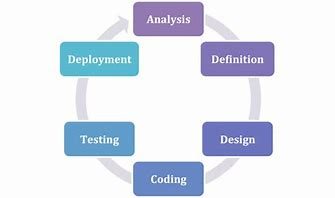 Analysis
Definition
Design
Coding
Testing
Deployment